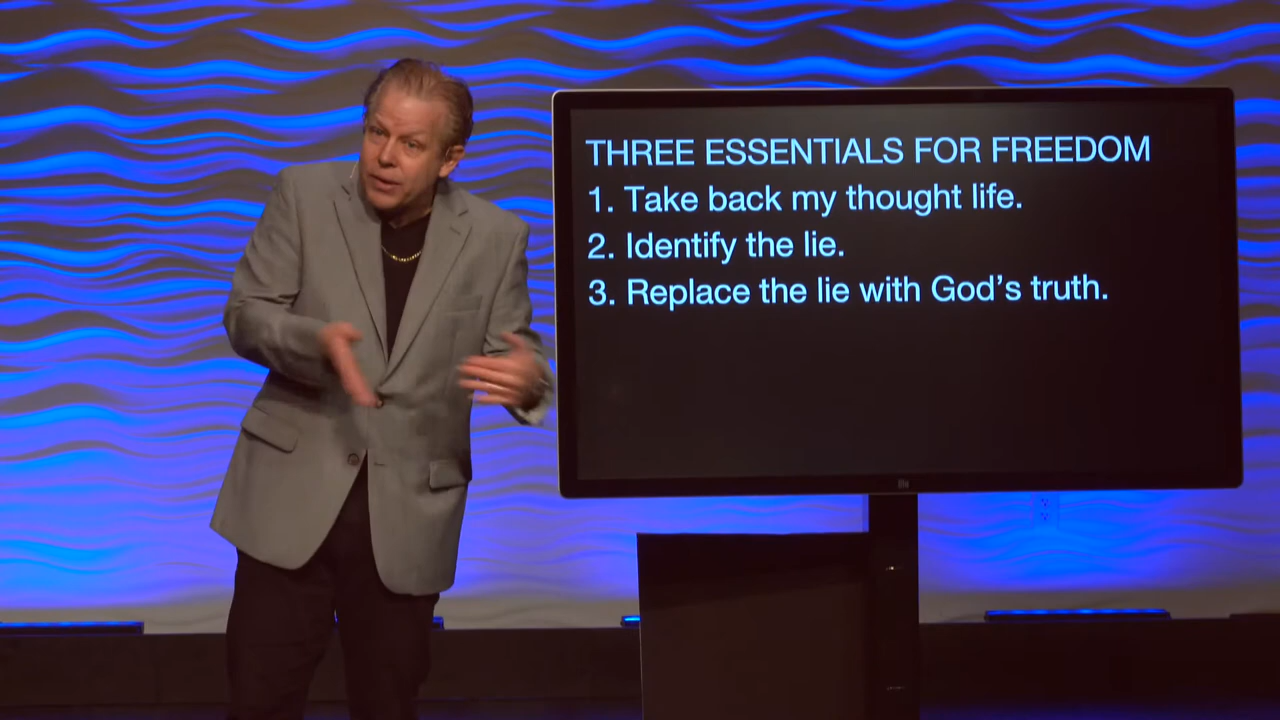 THREE ESSENTIALS FOR FREEDOM
1. Take back my thought life.
2. Identify the lie.
3. Replace the lie with God’s truth.